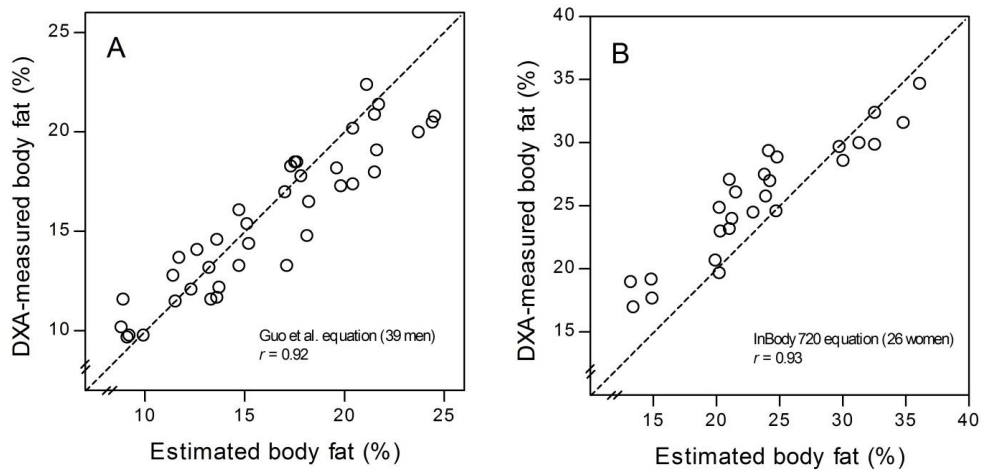 A
DXA-measured body fat (%)
25
20
15
10
Guo et al. equation (39 men)
r = 0.92
10 15 20 25
Estimated body fat (%)
B
DXA-measured body fat (%)
40
35
30
25
20
15
InBody 720 equation (26 women)
r = 0.93
15 20 25 30 35 40
Estimated body fat (%)